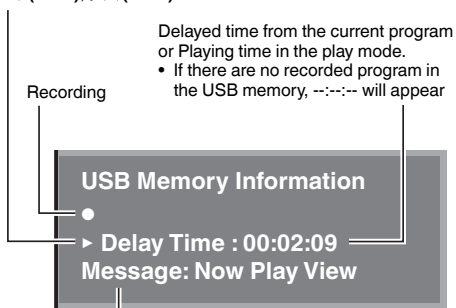 Delayed time from the current program
or Playing time in the play mode.
• If there are no recorded program in
the USB memory, --:--:-- will appear
Recording
USB Memory Information
●
► Delay Time : 00:02:09
Message: Now Play View